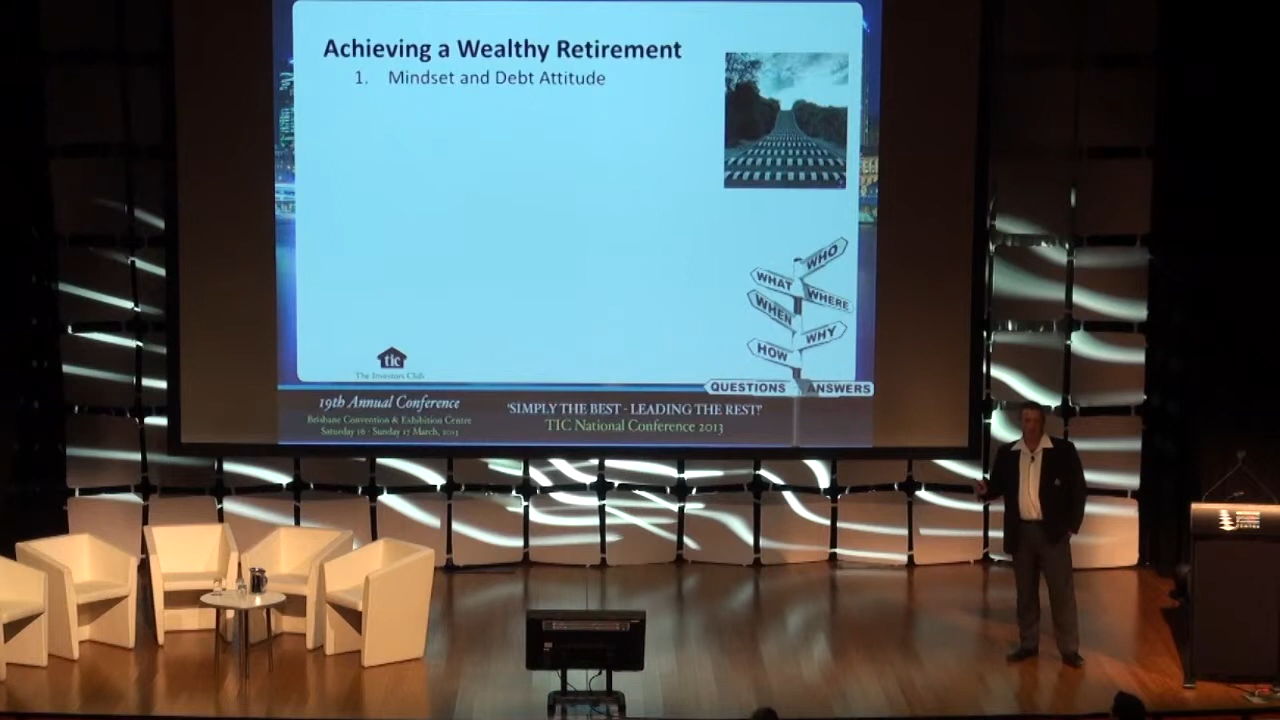 Achieving a Wealthy Retirement
1. Mindset and Debt Attitude
WHO
WHAT
WHERE
WHEN
WHY
HOW
QUESTIONS ANSWERS
tic
The Investors Club
19th Annual Conference
Brisbane Convention & Exhibition Centre
Saturday 16 - Sunday 17 March, 2013
'SIMPLY THE BEST - LEADING THE REST!'
TIC National Conference 2013